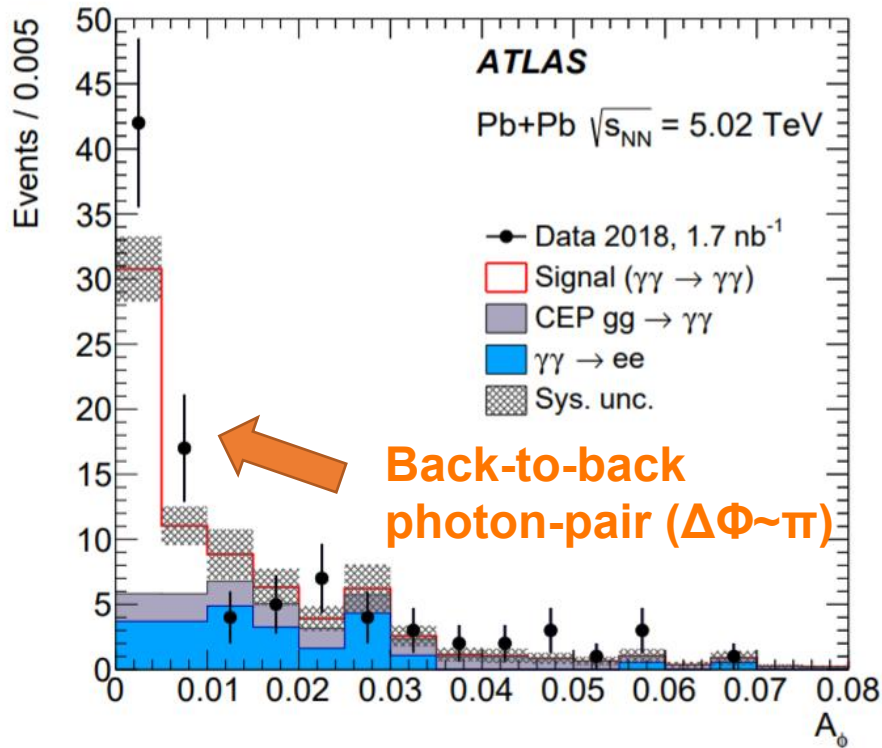 50
45
40
35
30
25
20
15
10
5
0
Events / 0.005
ATLAS
Pb+Pb √s_NN = 5.02 TeV
Data 2018, 1.7 nb⁻¹
Signal (γγ → γγ)
CEP gg → γγ
γγ → ee
Sys. unc.
Back-to-back
photon-pair (ΔΦ~π)
0 0.01 0.02 0.03 0.04 0.05 0.06 0.07 0.08
A_ϕ